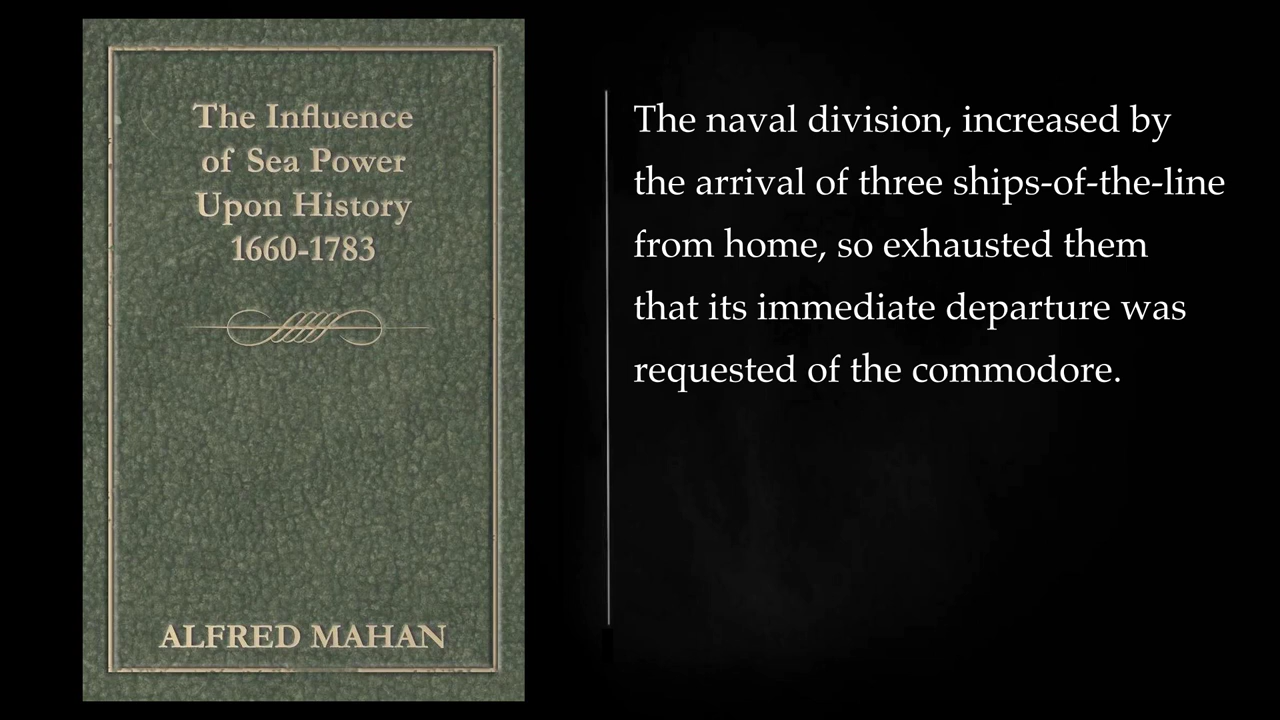 The Influence
of Sea Power
Upon History
1660-1783
ALFRED MAHAN
The naval division, increased by
the arrival of three ships-of-the-line
from home, so exhausted them
that its immediate departure was
requested of the commodore.